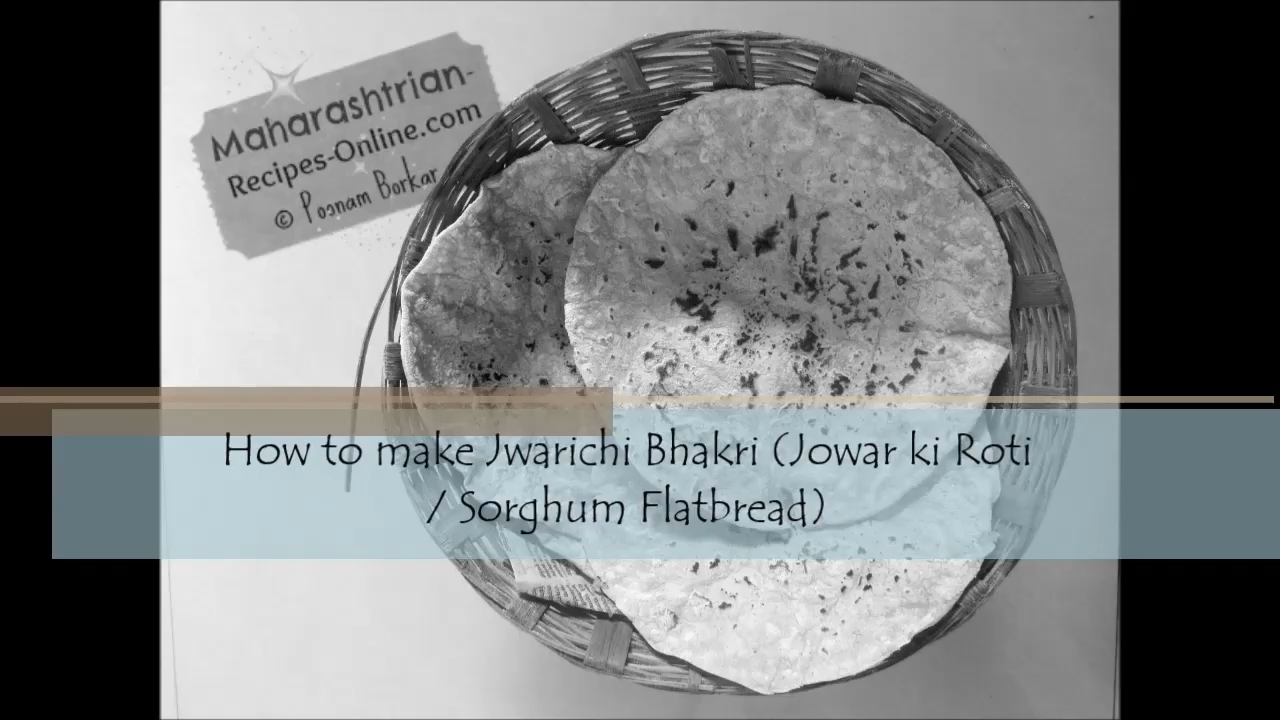 Maharashtrian-
Recipes-Online.com
© Poonam Borkar
How to make Jwarichi Bhakri (Jowar ki Roti
/ Sorghum Flatbread)